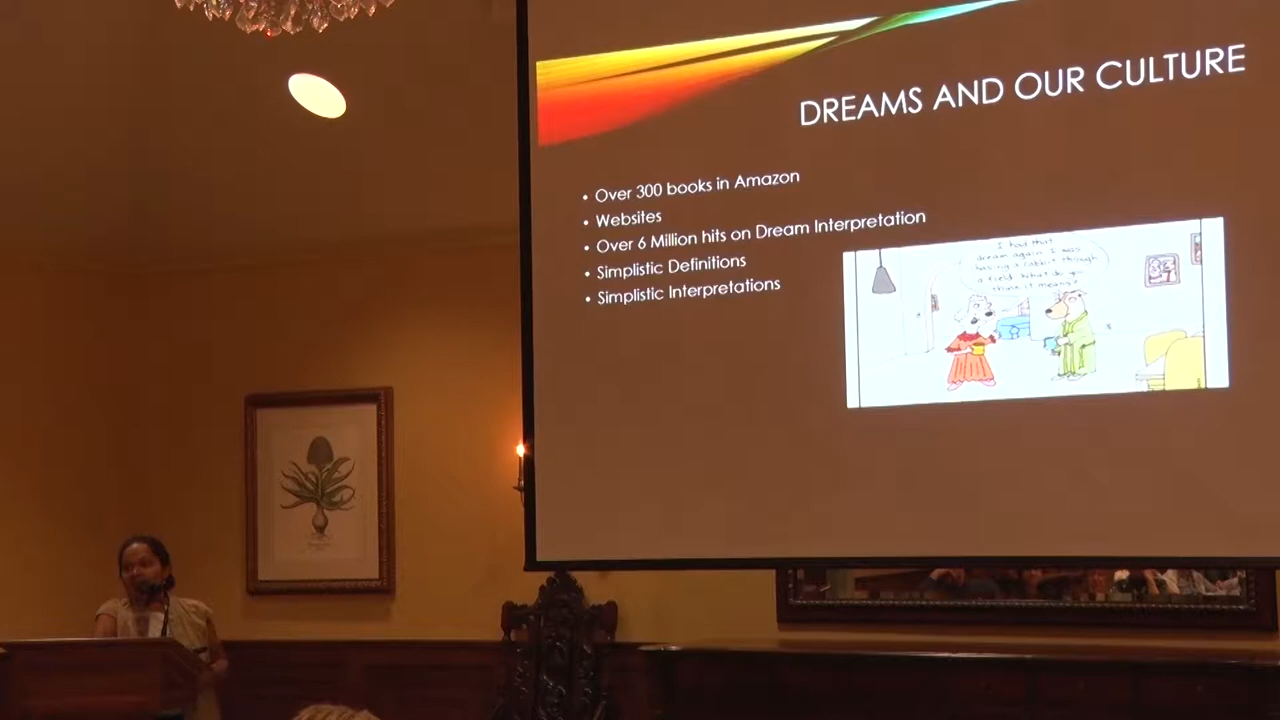 DREAMS AND OUR CULTURE
• Over 300 books in Amazon
• Websites
• Over 6 Million hits on Dream Interpretation
• Simplistic Definitions
• Simplistic Interpretations
I had that
dream again I was
having a rabbit through
a field. What do you
think it means?